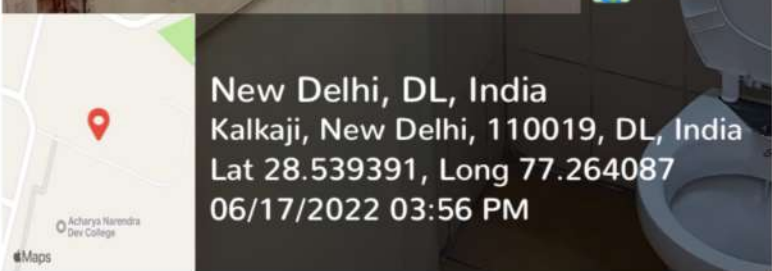 New Delhi, DL, India
Kalkaji, New Delhi, 110019, DL, India
Lat 28.539391, Long 77.264087
06/17/2022 03:56 PM
Acharya Narendra
Dev College
Maps